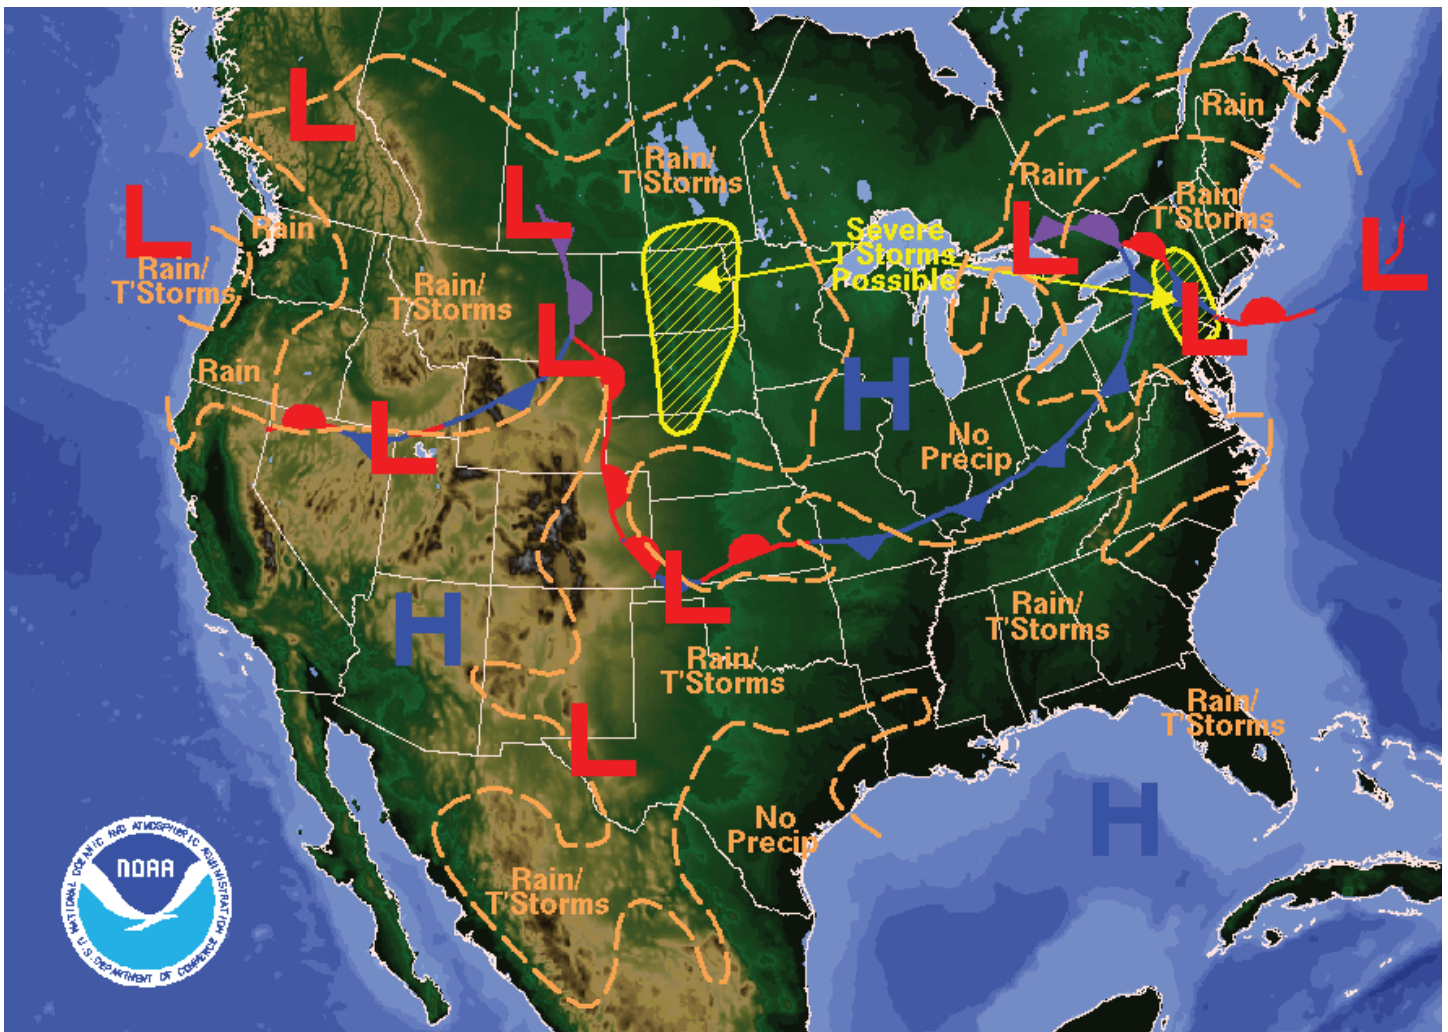 L
Rain
Rain/
T'Storms
L
Rain
L
Rain/
T'Storms
L
Rain
Severe
T'Storms
Possible
L
L
Rain/
T'Storms
Rain/
T'Storms
L
L
Rain
H
L
No
Precip
L
H
Rain/
T'Storms
Rain/
T'Storms
Rain/
T'Storms
L
H
No
Precip
Rain/
T'Storms
NATIONAL OCEANIC AND ATMOSPHERIC ADMINISTRATION
NOAA
U.S. DEPARTMENT OF COMMERCE